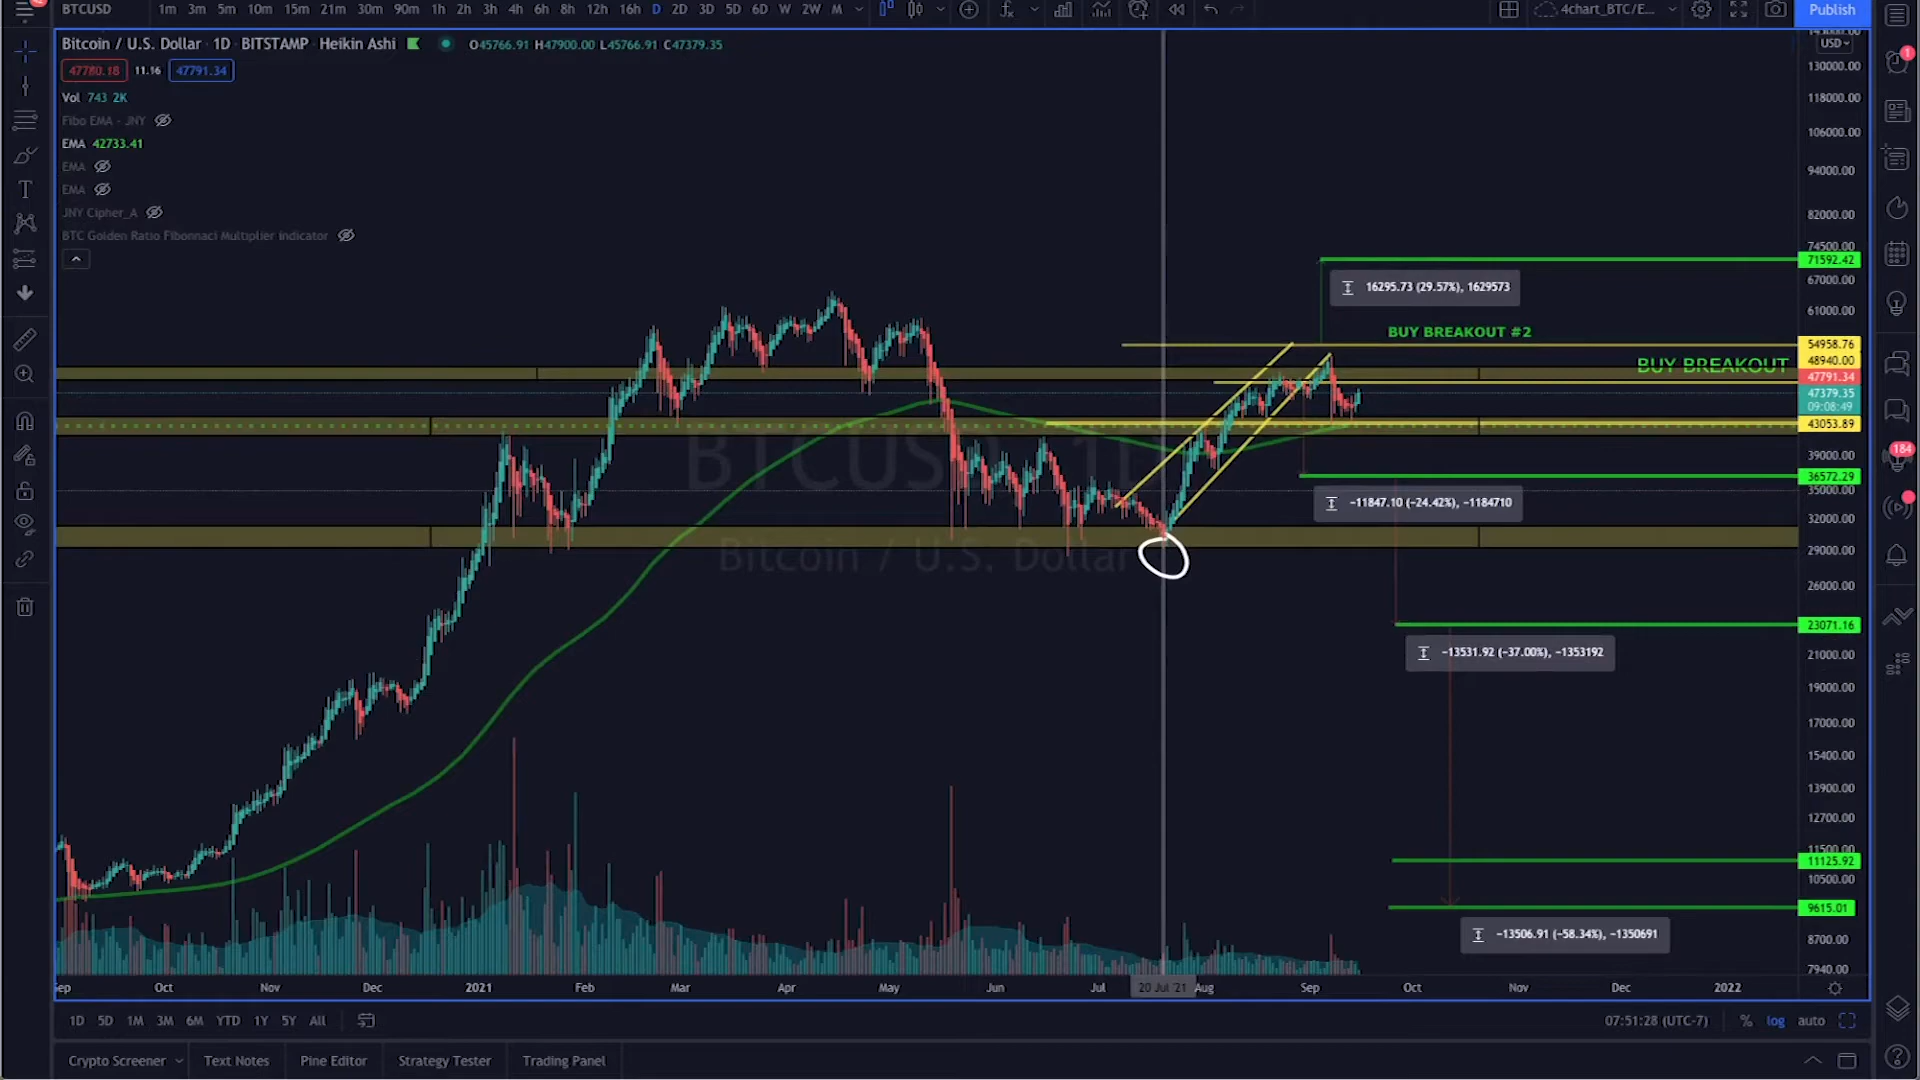 BTCUSD 1m 3m 5m 10m 15m 21m 30m 90m 1h 2h 3h 4h 6h 8h 12h 16h D 2D 3D 5D 6D W 2W M 4chart_BTC/E... Publish
Bitcoin / U.S. Dollar · 1D · BITSTAMP · Heikin Ashi O45766.91 H47900.00 L45766.91 C47379.35
USD
47780.18 11.16 47791.34
Vol 743 2K
Fibo EMA - JNY
EMA 42733.41
EMA
EMA
JNY Cipher_A
BTC Golden Ratio Fibonnaci Multiplier indicator
130000.00
118000.00
106000.00
94000.00
82000.00
74500.00
71592.42
67000.00
61000.00
54958.76
48940.00
47791.34
47379.35
09:08:49
43053.89
39000.00
36572.29
35000.00
32000.00
29000.00
26000.00
23071.16
21000.00
19000.00
17000.00
15400.00
13900.00
12700.00
11500.00
11125.92
10500.00
9615.01
8700.00
7940.00
16295.73 (29.57%), 1629573
BUY BREAKOUT #2
BUY BREAKOUT
BTCUSD, 1D
Bitcoin / U.S. Dollar
-11847.10 (-24.42%), -1184710
-13531.92 (-37.00%), -1353192
-13506.91 (-58.34%), -1350691
1
184
Sep Oct Nov Dec 2021 Feb Mar Apr May Jun Jul 20 Jul '21 Aug Sep Oct Nov Dec 2022
1D 5D 1M 3M 6M YTD 1Y 5Y All 07:51:28 (UTC-7) % log auto
Crypto Screener Text Notes Pine Editor Strategy Tester Trading Panel